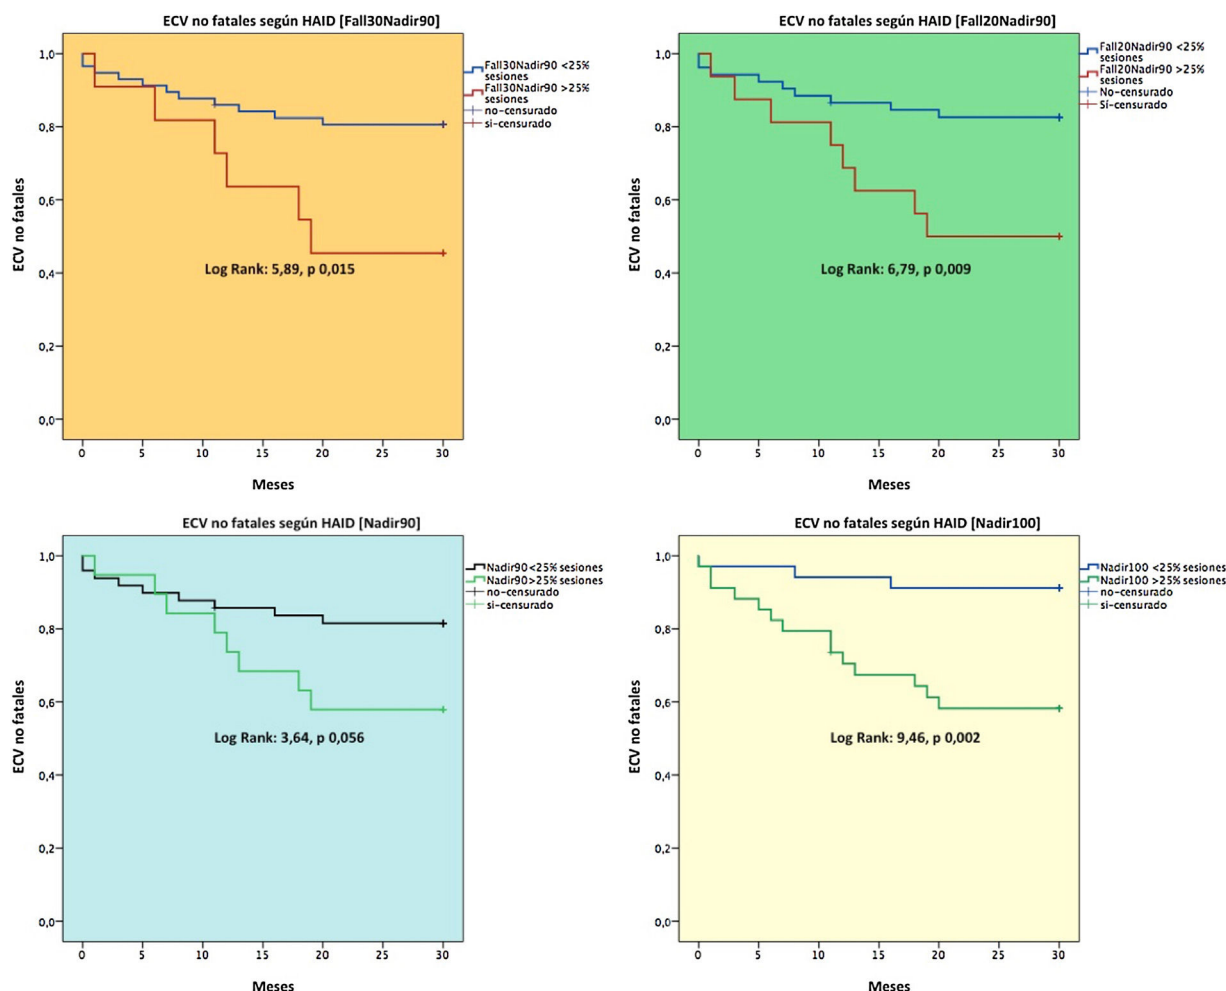 ECV no fatales según HAID [Fall30Nadir90]
ECV no fatales
1,0
0,8
0,6
0,4
0,2
0,0
Fall30Nadir90 <25%
sesiones
Fall30Nadir90 >25%
sesiones
no-censurado
si-censurado
Log Rank: 5,89, p 0,015
0 5 10 15 20 25 30
Meses
ECV no fatales según HAID [Fall20Nadir90]
ECV no fatales
1,0
0,8
0,6
0,4
0,2
0,0
Fall20Nadir90 <25%
sesiones
Fall20Nadir90 >25%
sesiones
No-censurado
Sí-censurado
Log Rank: 6,79, p 0,009
0 5 10 15 20 25 30
Meses
ECV no fatales según HAID [Nadir90]
ECV no fatales
1,0
0,8
0,6
0,4
0,2
0,0
Nadir90 <25% sesiones
Nadir90 >25% sesiones
no-censurado
si-censurado
Log Rank: 3,64, p 0,056
0 5 10 15 20 25 30
Meses
ECV no fatales según HAID [Nadir100]
ECV no fatales
1,0
0,8
0,6
0,4
0,2
0,0
Nadir100 <25% sesiones
Nadir100 >25% sesiones
no-censurado
si-censurado
Log Rank: 9,46, p 0,002
0 5 10 15 20 25 30
Meses